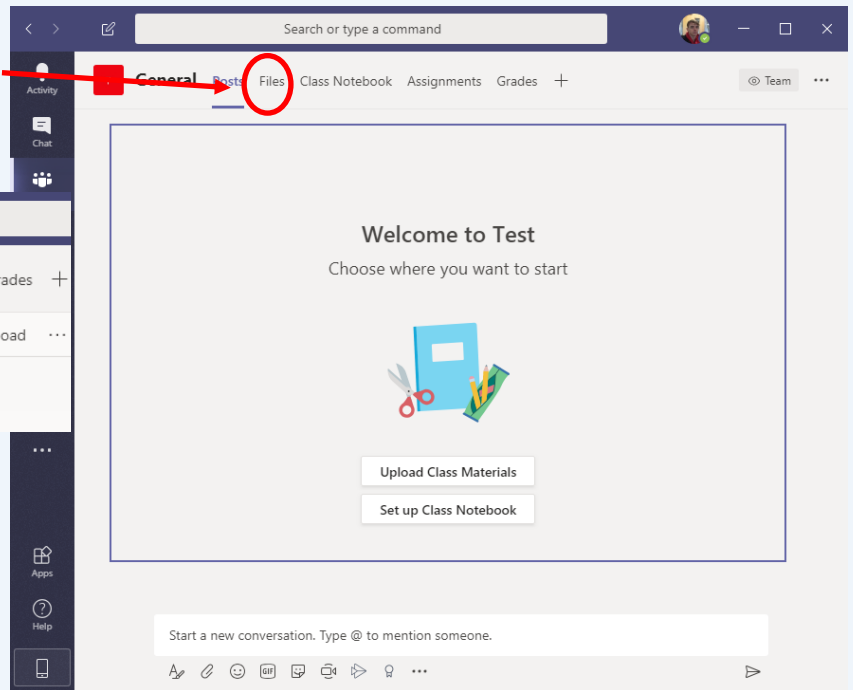 Search or type a command
Activity
General Posts Files Class Notebook Assignments Grades
Team
Chat
Welcome to Test
Choose where you want to start
Upload Class Materials
Set up Class Notebook
Apps
Help
Start a new conversation. Type @ to mention someone.
GIF